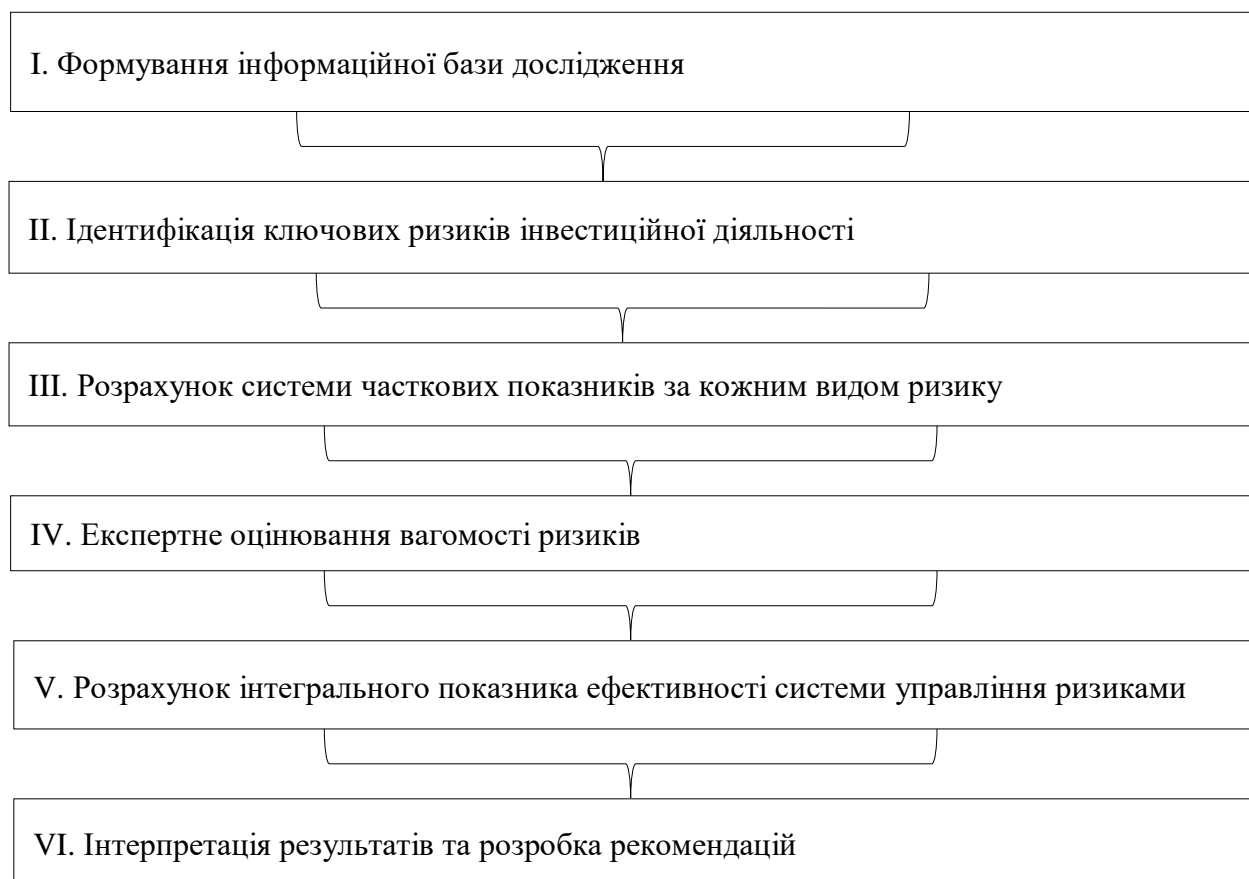 I. Формування інформаційної бази дослідження
II. Ідентифікація ключових ризиків інвестиційної діяльності
III. Розрахунок системи часткових показників за кожним видом ризику
IV. Експертне оцінювання вагомості ризиків
V. Розрахунок інтегрального показника ефективності системи управління ризиками
VI. Інтерпретація результатів та розробка рекомендацій